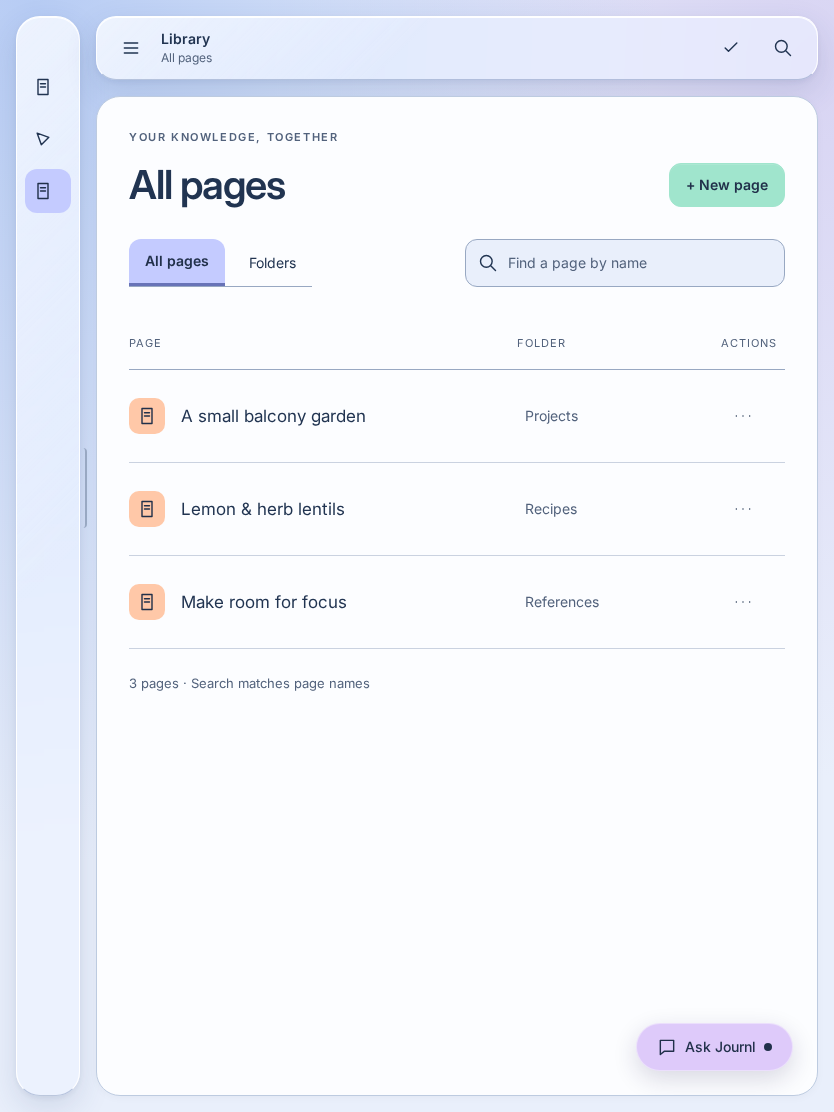 Library
All pages
YOUR KNOWLEDGE, TOGETHER
All pages
+ New page
All pages
Folders
Find a page by name
PAGE
FOLDER
ACTIONS
A small balcony garden
Projects
···
Lemon & herb lentils
Recipes
···
Make room for focus
References
···
3 pages · Search matches page names
Ask Journl